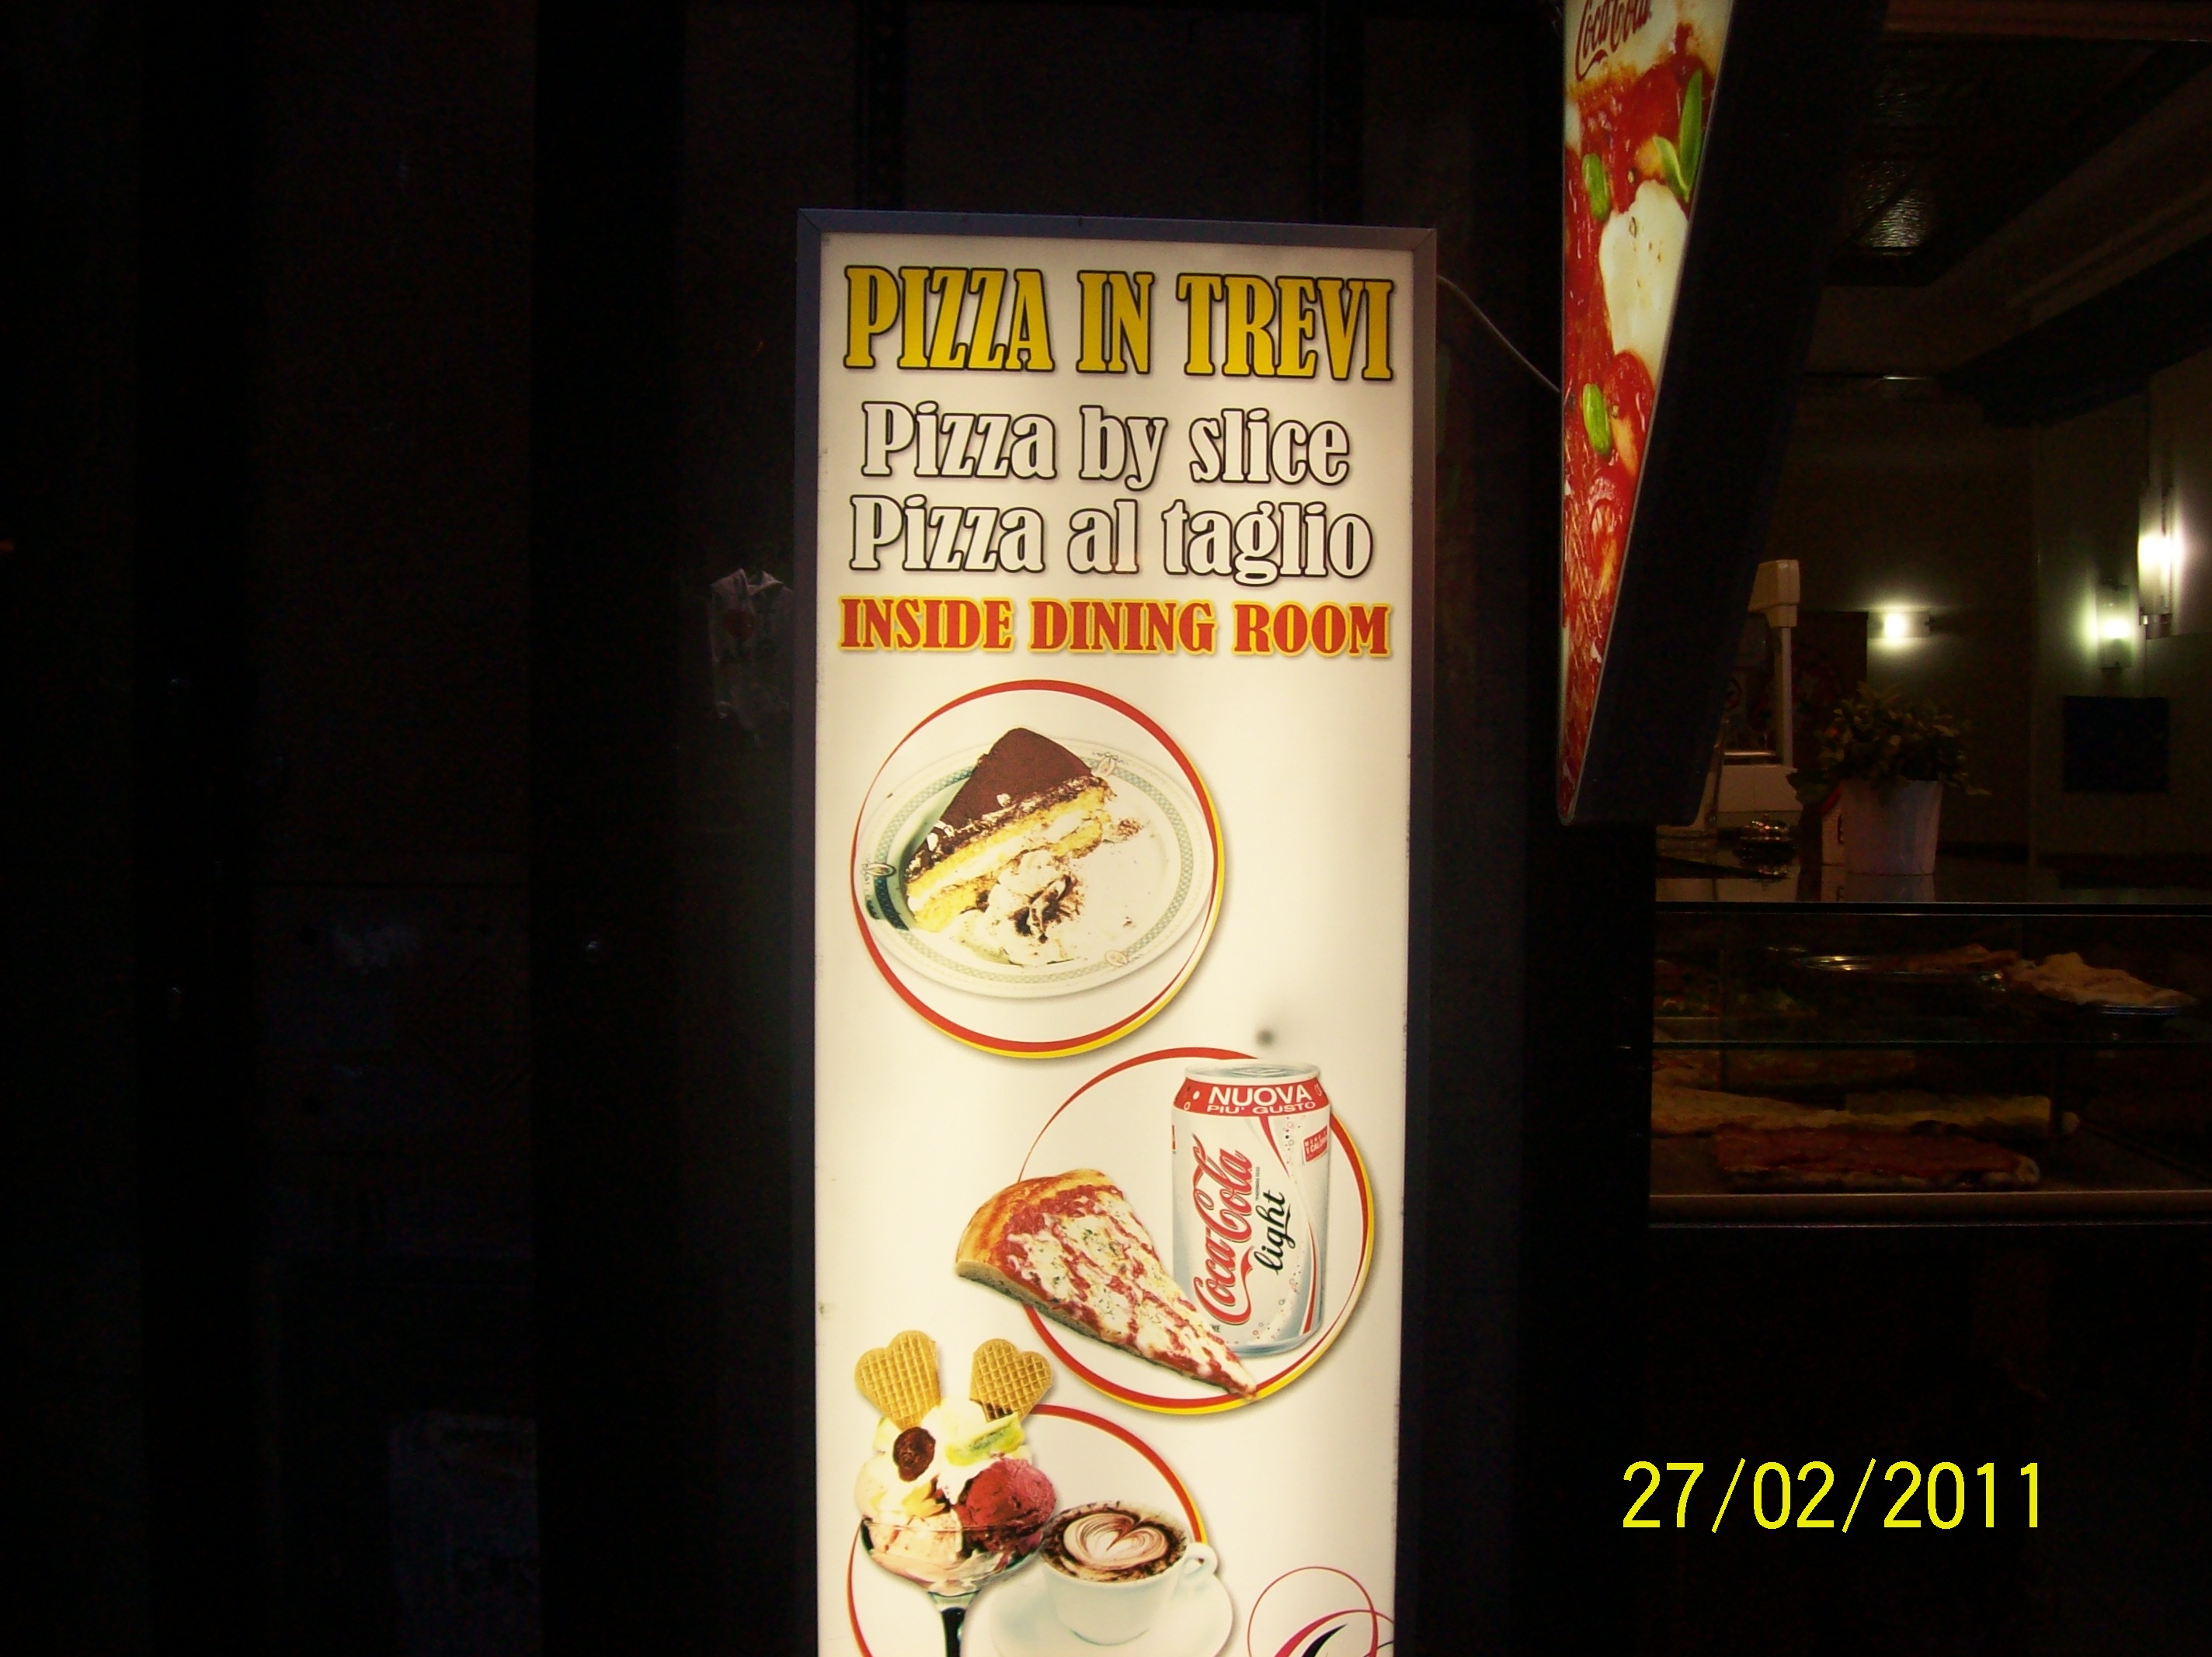 Coca-Cola
PIZZA IN TREVI
Pizza by slice
Pizza al taglio
INSIDE DINING ROOM
NUOVA
PIU' GUSTO
Coca-Cola
light
27/02/2011